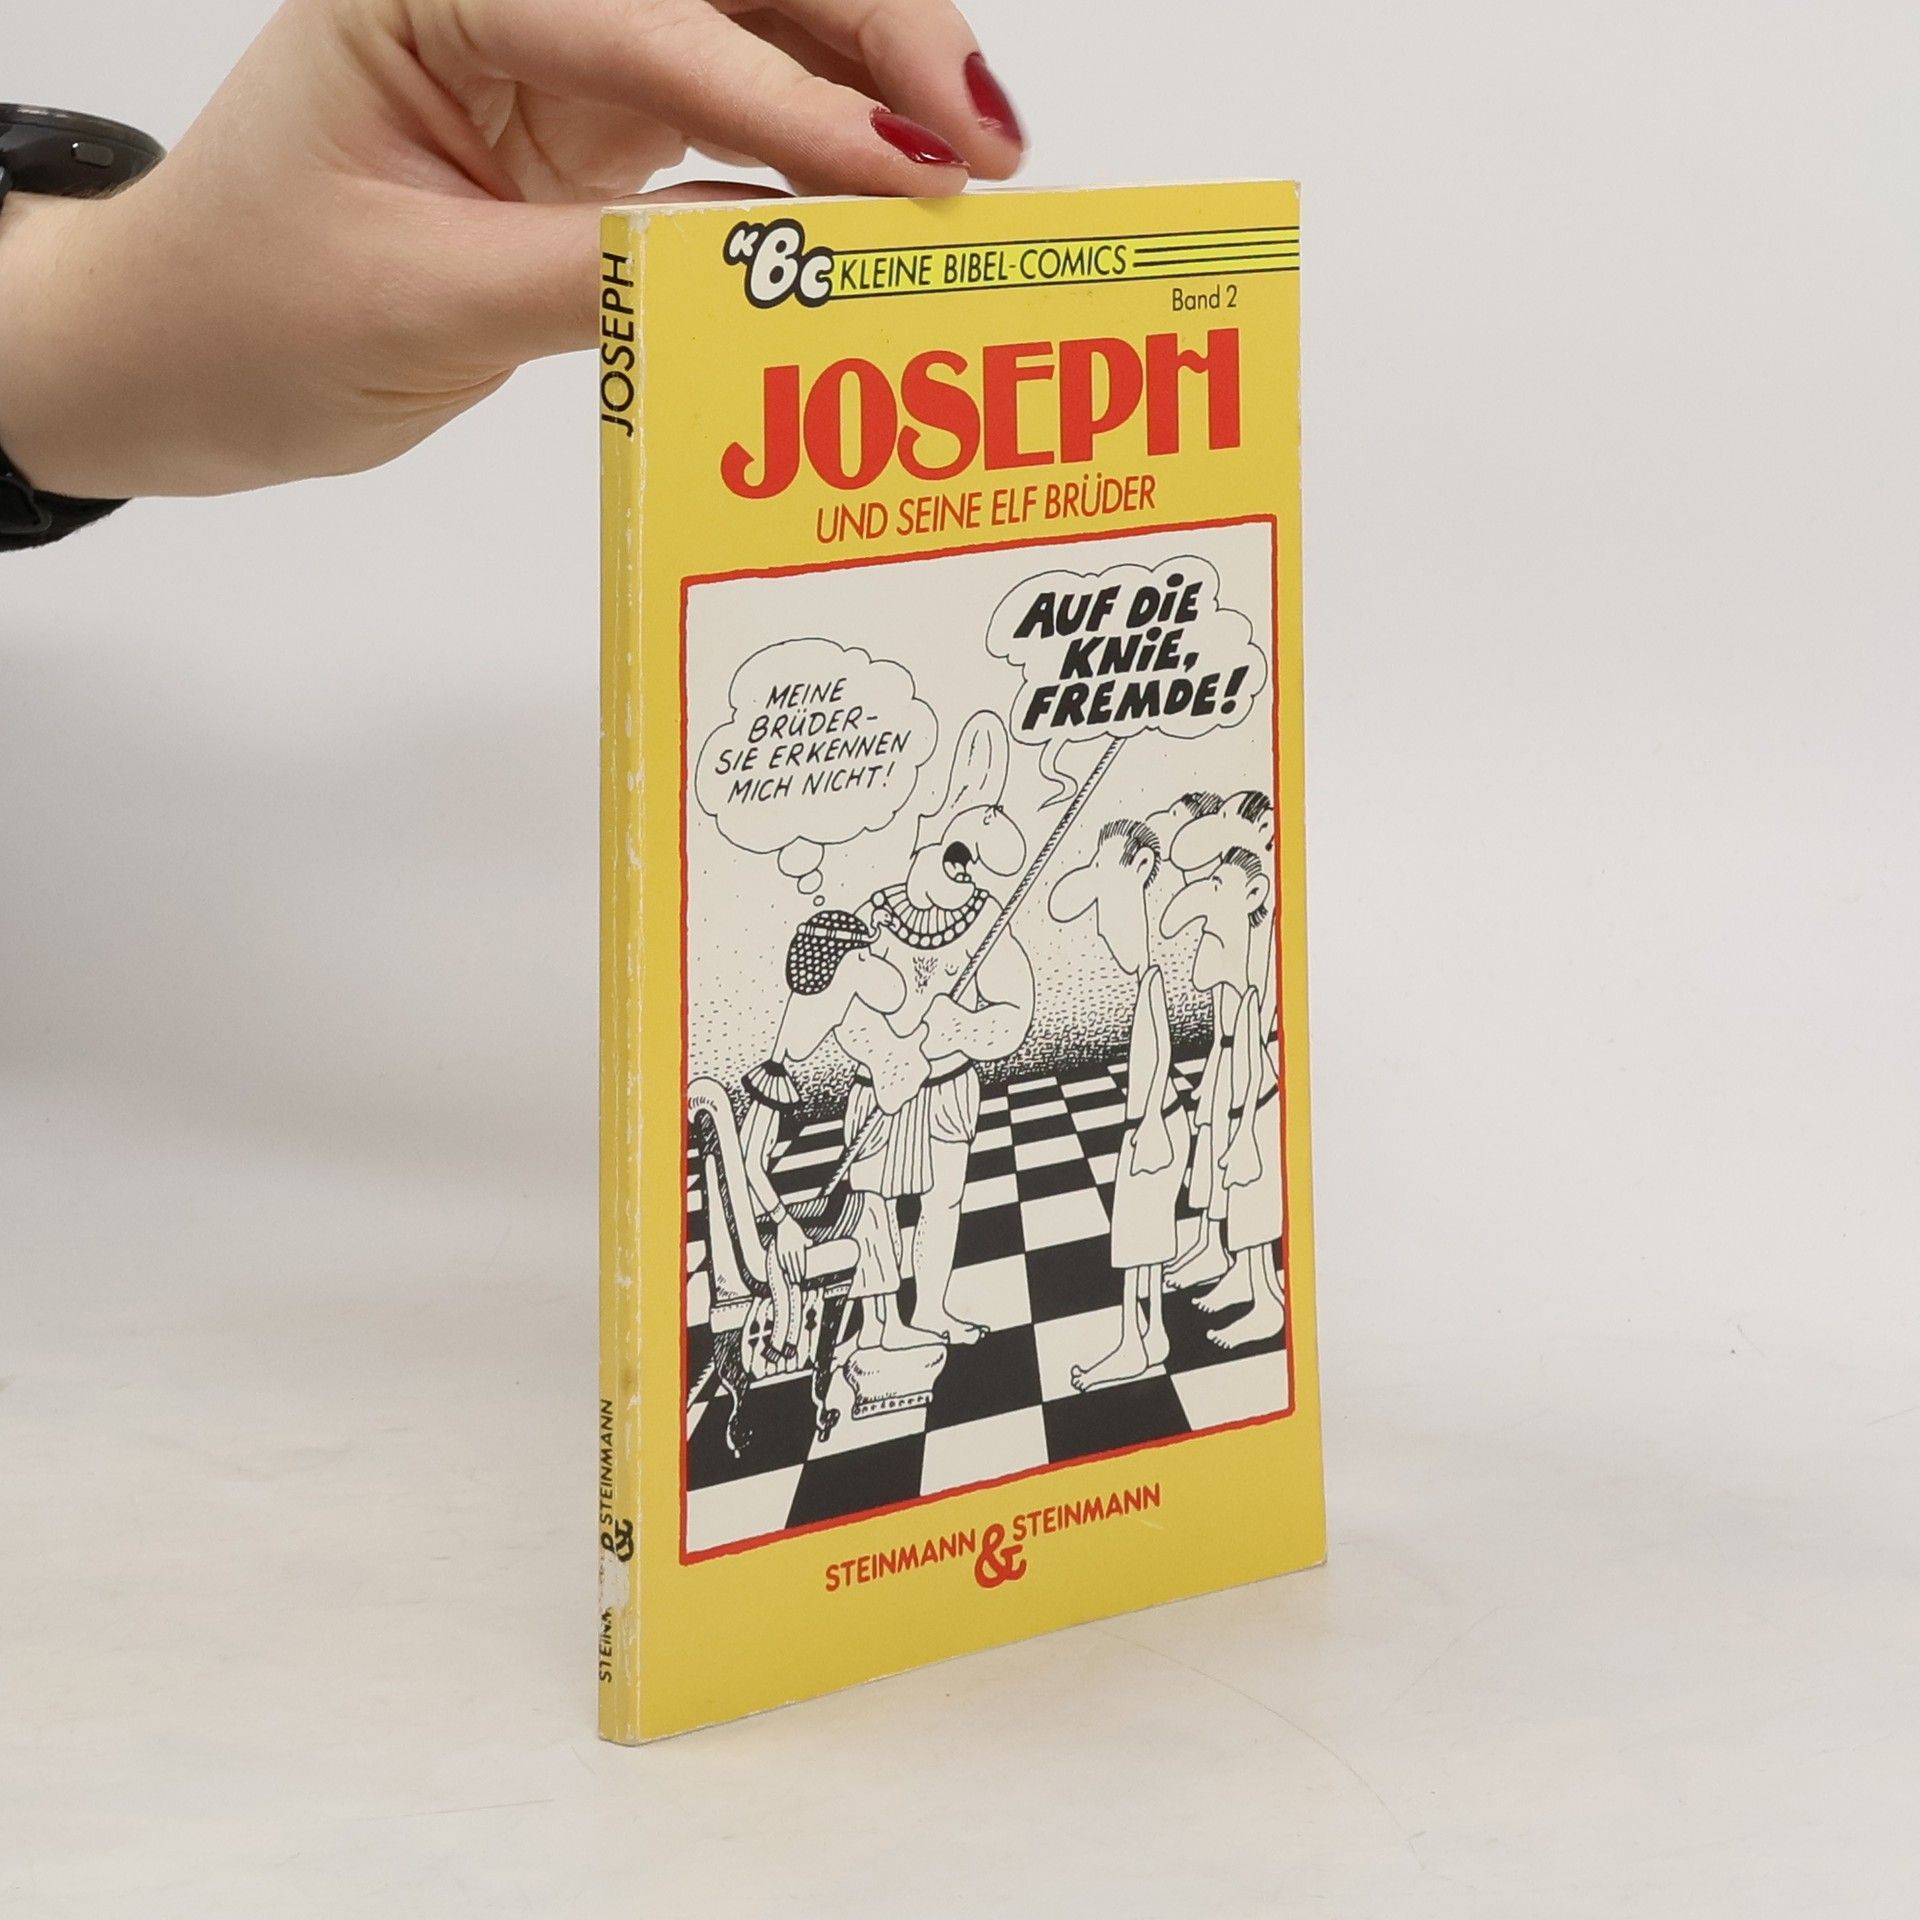 KBC KLEINE BIBEL-COMICS
Band 2
JOSEPH
UND SEINE ELF BRÜDER
AUF DIE
KNIE,
FREMDE!
MEINE
BRÜDER-
SIE ERKENNEN
MICH NICHT!
STEINMANN & STEINMANN
JOSEPH
& STEINMANN